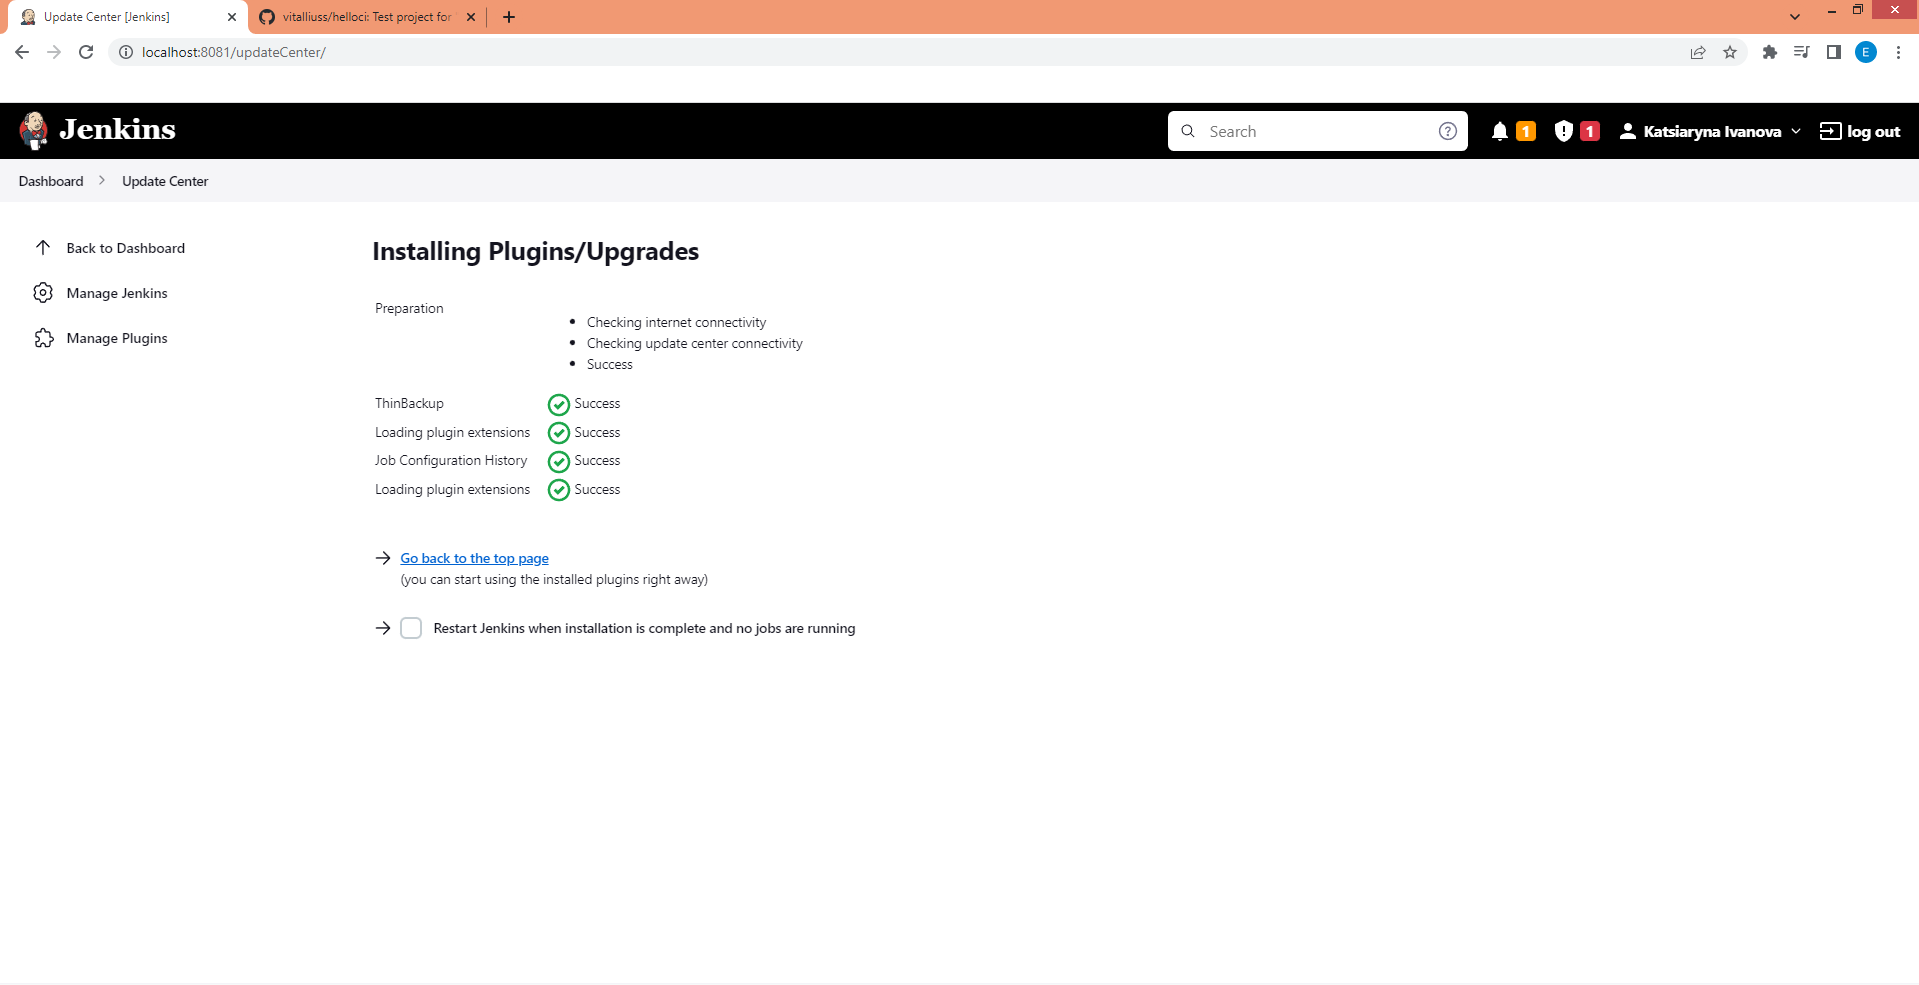 Update Center [Jenkins]
vitalliuss/helloci: Test project for
localhost:8081/updateCenter/
E
Jenkins
Search
?
1
1
Katsiaryna Ivanova
log out
Dashboard
Update Center
Back to Dashboard
Manage Jenkins
Manage Plugins
Installing Plugins/Upgrades
Preparation
Checking internet connectivity
Checking update center connectivity
Success
ThinBackup Success
Loading plugin extensions Success
Job Configuration History Success
Loading plugin extensions Success
Go back to the top page
(you can start using the installed plugins right away)
Restart Jenkins when installation is complete and no jobs are running